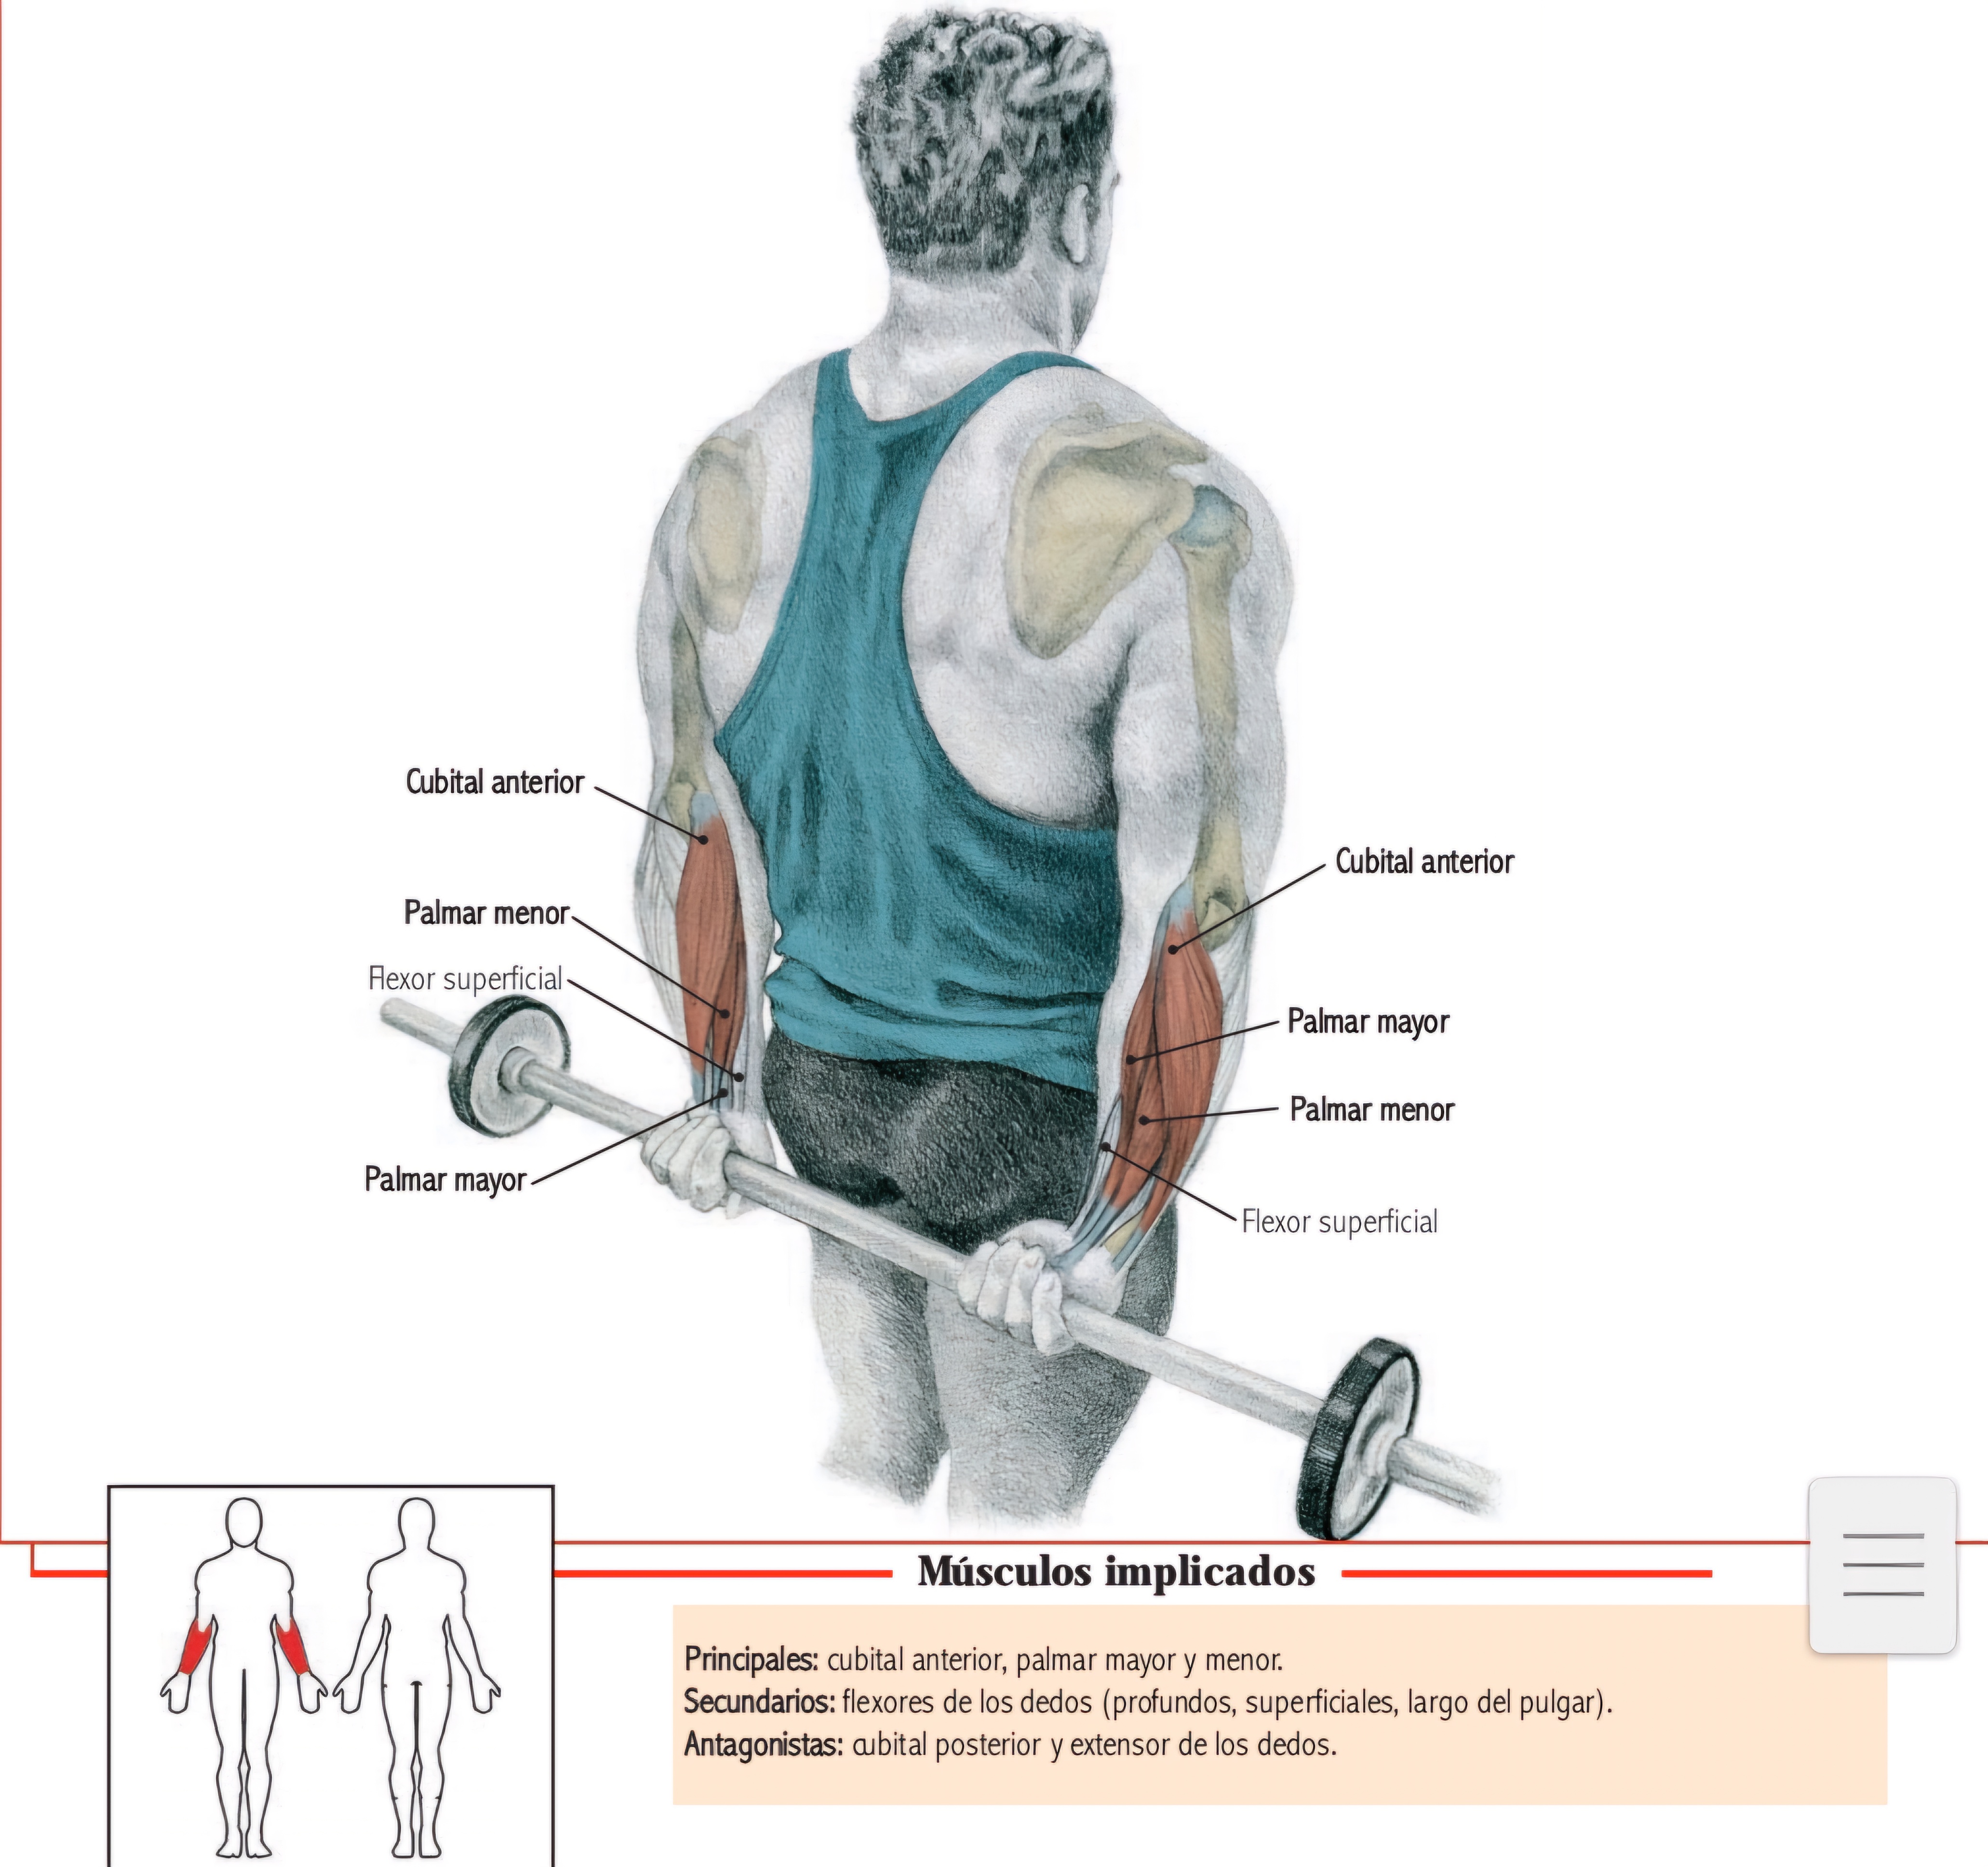 Cubital anterior
Palmar menor
Flexor superficial
Palmar mayor
Cubital anterior
Palmar mayor
Palmar menor
Flexor superficial
Músculos implicados
Principales: cubital anterior, palmar mayor y menor.
Secundarios: flexores de los dedos (profundos, superficiales, largo del pulgar).
Antagonistas: cubital posterior y extensor de los dedos.